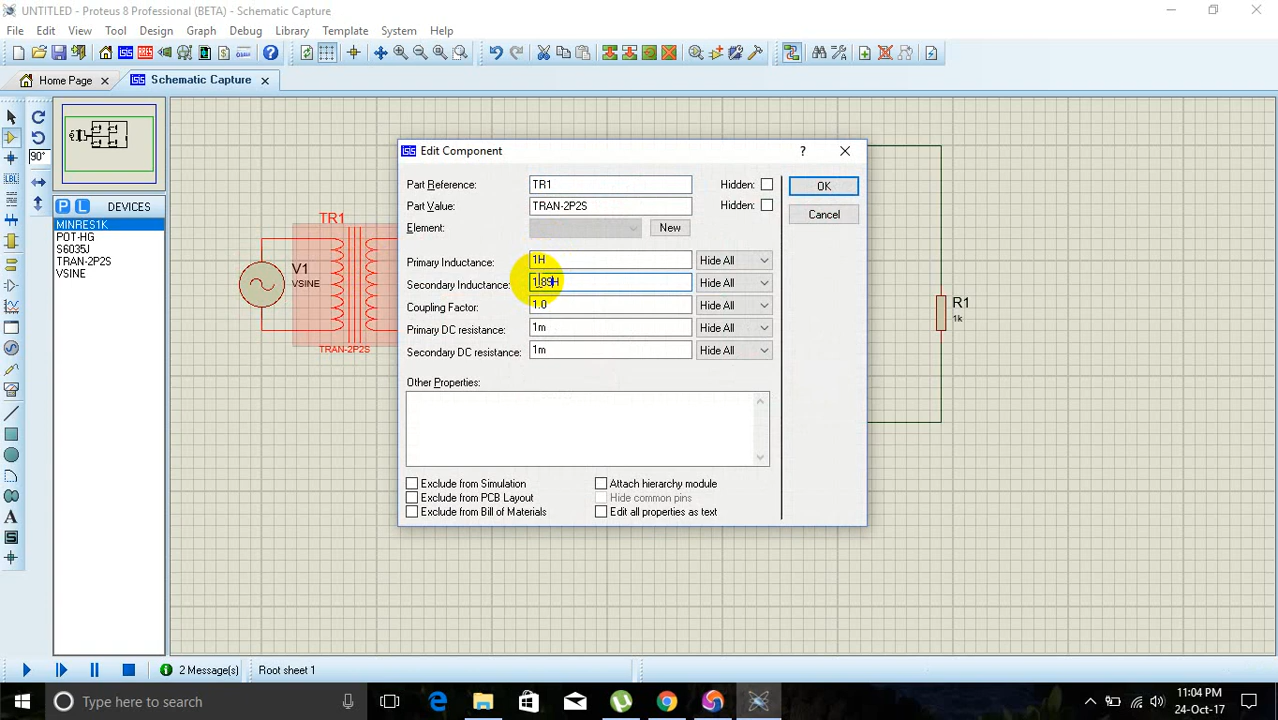 UNTITLED - Proteus 8 Professional (BETA) - Schematic Capture
File Edit View Tool Design Graph Debug Library Template System Help
Home Page Schematic Capture
90°
P L DEVICES
MINRES1K
POT-HG
S6035J
TRAN-2P2S
VSINE
LBL
A
TR1
V1
VSINE
TRAN-2P2S
R1
1k
ISIS Edit Component ?
Part Reference: TR1 Hidden:
Part Value: TRAN-2P2S Hidden:
Element: New
Primary Inductance: 1H Hide All
Secondary Inductance: Hide All
Coupling Factor: 1.0 Hide All
Primary DC resistance: 1m Hide All
Secondary DC resistance: 1m Hide All
Other Properties:
Exclude from Simulation Attach hierarchy module
Exclude from PCB Layout Hide common pins
Exclude from Bill of Materials Edit all properties as text
OK
Cancel
2 Message(s) Root sheet 1
Type here to search
11:04 PM
24-Oct-17